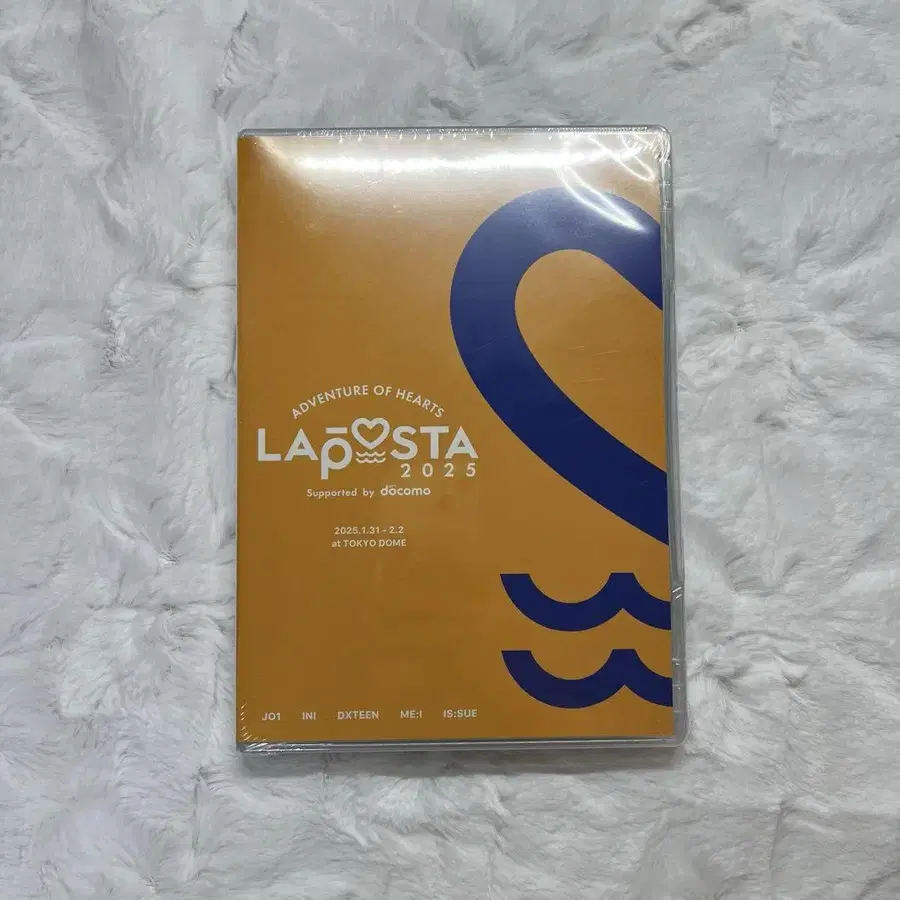 ADVENTURE OF HEARTS
LAPOSTA
2025
Supported by döcomo
2025.1.31 - 2.2
at TOKYO DOME
JO1 INI DXTEEN ME:I IS:SUE